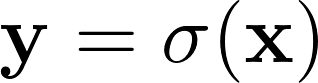 𝐲 = σ(𝐱)